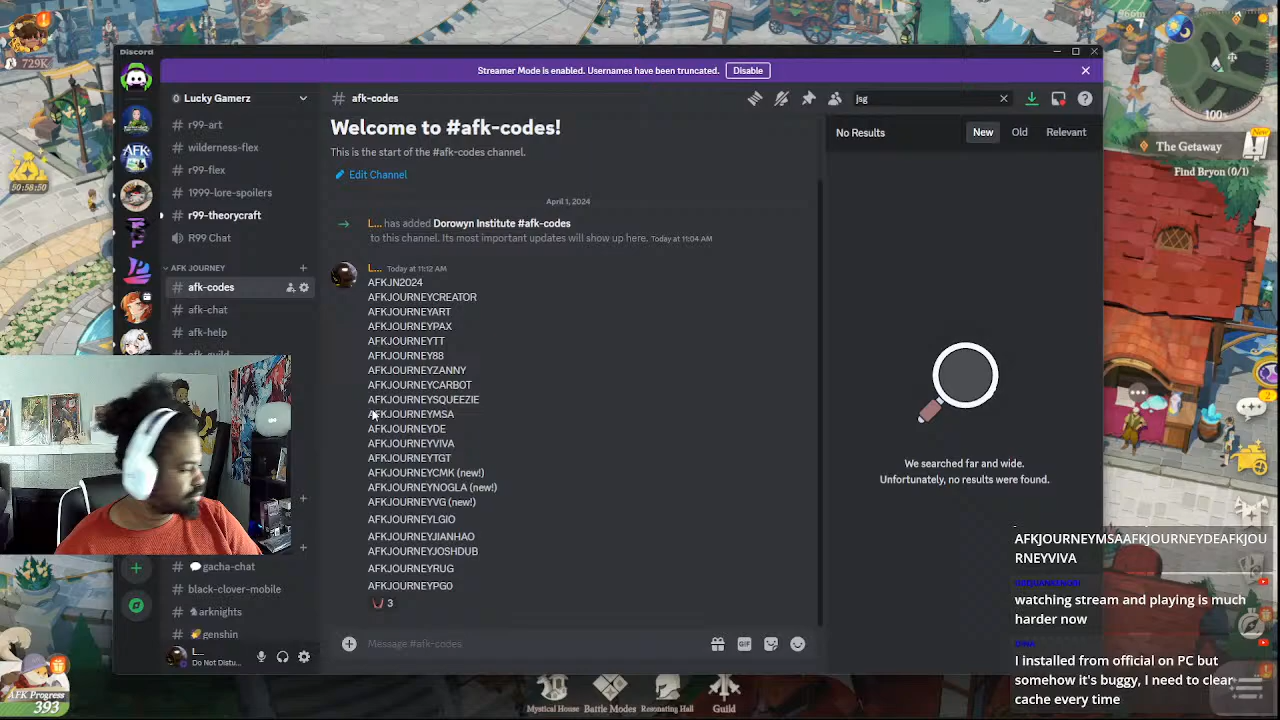 Discord
729K
Streamer Mode is enabled. Usernames have been truncated.
Disable
Lucky Gamerz
afk-codes
jsg
r99-art
wilderness-flex
r99-flex
1999-lore-spoilers
r99-theorycraft
R99 Chat
AFK JOURNEY
afk-codes
afk-chat
afk-help
gacha-chat
black-clover-mobile
arknights
genshin
L...
Do Not Distu...
Welcome to #afk-codes!
This is the start of the #afk-codes channel.
Edit Channel
April 1, 2024
L... has added Dorowyn Institute #afk-codes
to this channel. Its most important updates will show up here. Today at 11:04 AM
L... Today at 11:12 AM
AFKJN2024
AFKJOURNEYCREATOR
AFKJOURNEYART
AFKJOURNEYPAX
AFKJOURNEYTT
AFKJOURNEY88
AFKJOURNEYZANNY
AFKJOURNEYCARBOT
AFKJOURNEYSQUEEZIE
AFKJOURNEYMSA
AFKJOURNEYDE
AFKJOURNEYVIVA
AFKJOURNEYTGT
AFKJOURNEYCMK (new!)
AFKJOURNEYNOGLA (new!)
AFKJOURNEYVG (new!)
AFKJOURNEYLGIO
AFKJOURNEYJIANHAO
AFKJOURNEYJOSHDUB
AFKJOURNEYRUG
AFKJOURNEYPGO
3
Message #afk-codes
GIF
No Results
New
Old
Relevant
We searched far and wide.
Unfortunately, no results were found.
100%
New
The Getaway
Find Bryon (0/1)
50:58:50
AFK
AFKJOURNEYMSAAFKJOURNEYDEAFKJOU
RNEYVIVA
watching stream and playing is much
harder now
I installed from official on PC but
somehow it's buggy, I need to clear
cache every time
AFK Progress
393
Mystical House
Battle Modes
Resonating Hall
Guild